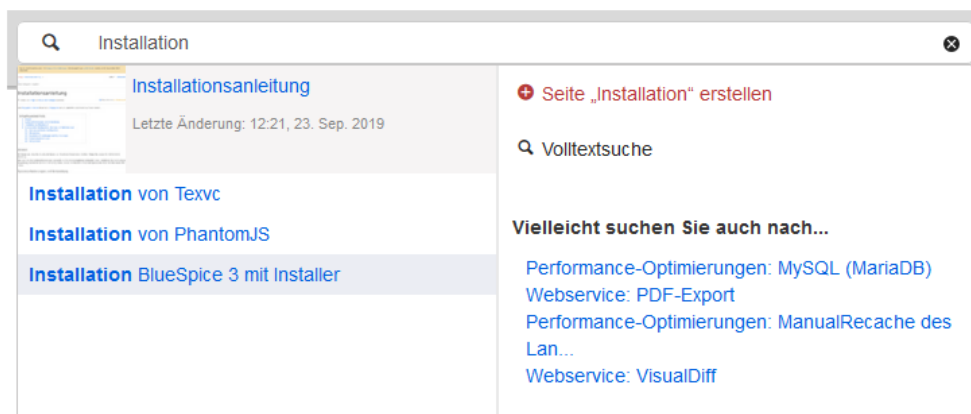 Installation
Installationsanleitung
Letzte Änderung: 12:21, 23. Sep. 2019
Installation von Texvc
Installation von PhantomJS
Installation BlueSpice 3 mit Installer
Seite „Installation“ erstellen
Volltextsuche
Vielleicht suchen Sie auch nach...
Performance-Optimierungen: MySQL (MariaDB)
Webservice: PDF-Export
Performance-Optimierungen: ManualRecache des
Lan...
Webservice: VisualDiff